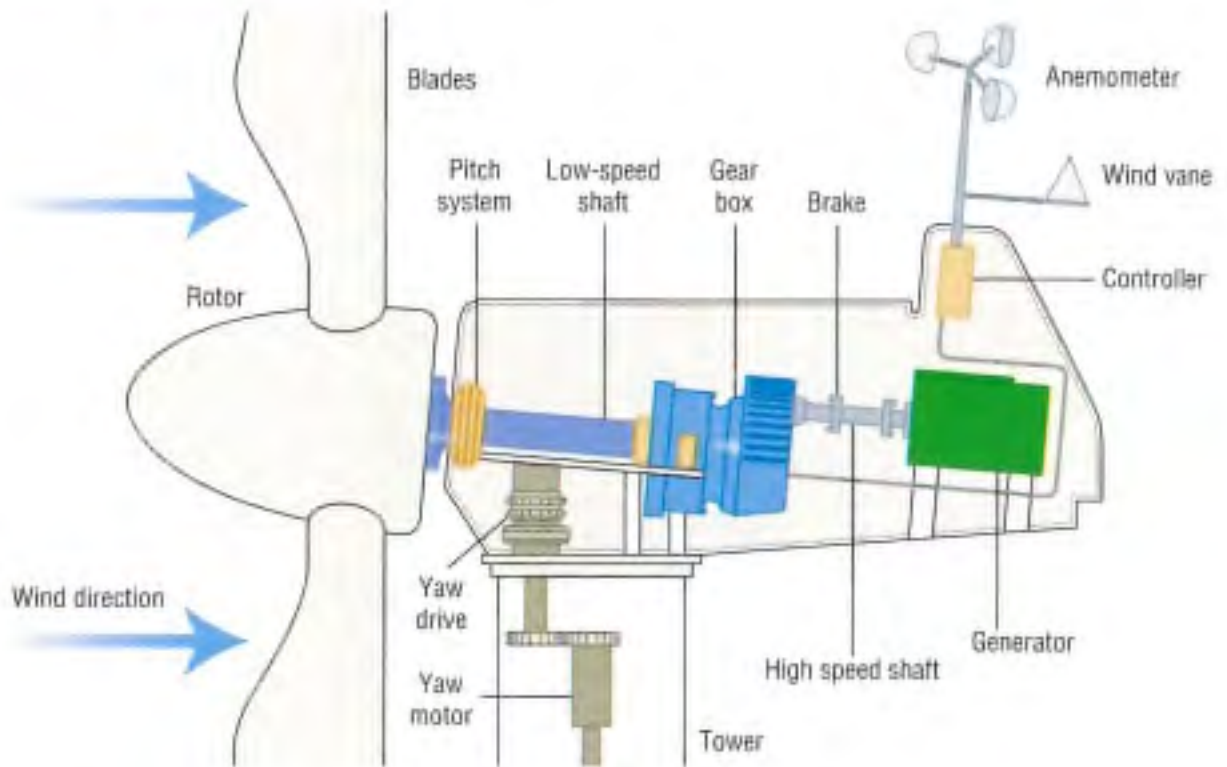 Blades
Anemometer
Pitch
system
Low-speed
shaft
Gear
box
Brake
Wind vane
Controller
Rotor
Wind direction
Yaw
drive
Yaw
motor
Tower
High speed shaft
Generator